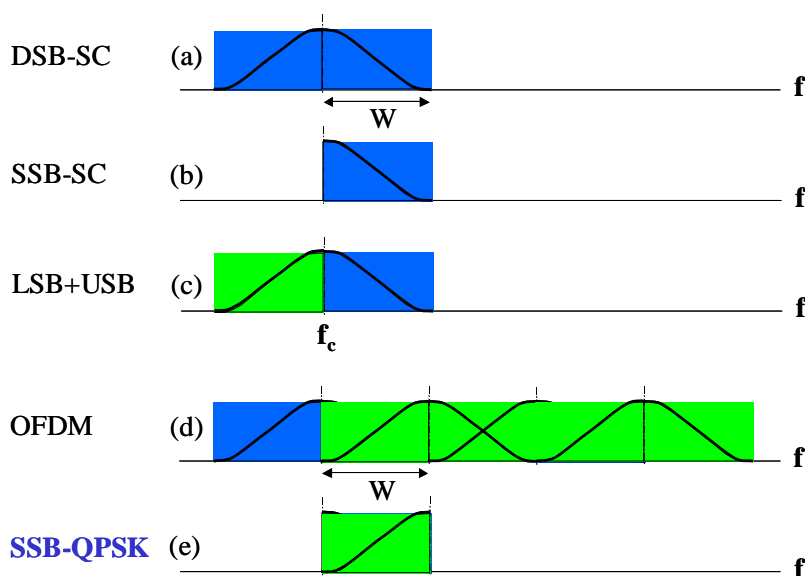 DSB-SC (a) f
W
SSB-SC (b) f
LSB+USB (c) f
fc
OFDM (d) f
W
SSB-QPSK (e) f